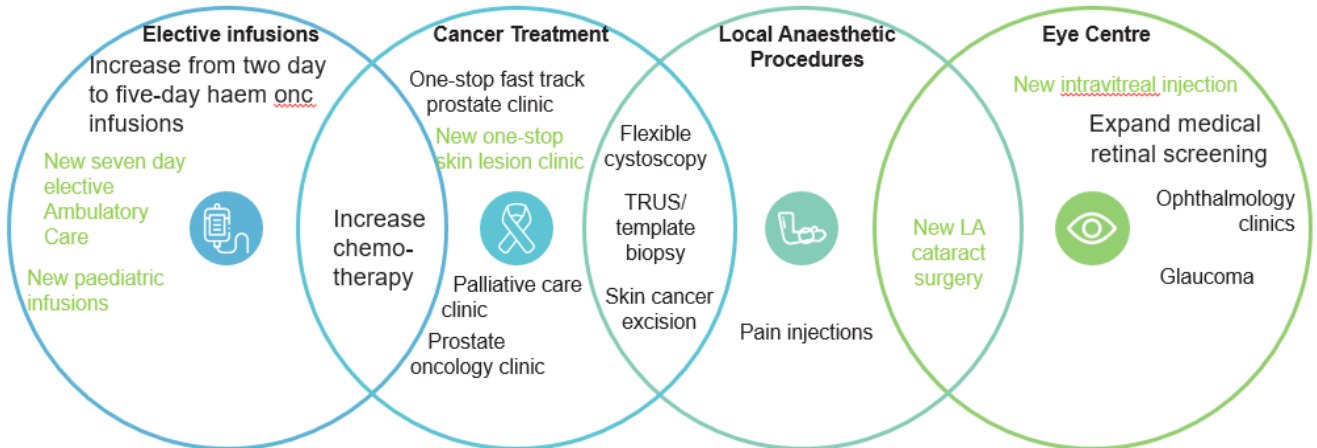 Elective infusions
Increase from two day
to five-day haem onc
infusions
New seven day
elective
Ambulatory
Care
New paediatric
infusions
Increase
chemo-
therapy
Cancer Treatment
One-stop fast track
prostate clinic
New one-stop
skin lesion clinic
Palliative care
clinic
Prostate
oncology clinic
Flexible
cystoscopy
TRUS/
template
biopsy
Skin cancer
excision
Local Anaesthetic
Procedures
Pain injections
New LA
cataract
surgery
Eye Centre
New intravitreal injection
Expand medical
retinal screening
Ophthalmology
clinics
Glaucoma